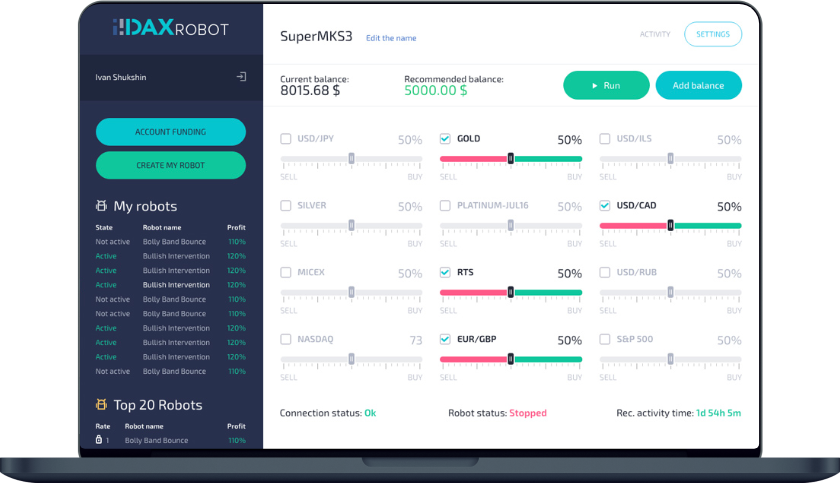 IDAXROBOT
Ivan Shukshin
ACCOUNT FUNDING
CREATE MY ROBOT
My robots
State Robot name Profit
Not active Bolly Band Bounce 110%
Active Bullish Intervention 120%
Active Bullish Intervention 120%
Active Bullish Intervention 120%
Not active Bolly Band Bounce 110%
Not active Bolly Band Bounce 110%
Active Bullish Intervention 120%
Active Bullish Intervention 120%
Active Bullish Intervention 120%
Not active Bolly Band Bounce 110%
Top 20 Robots
Rate Robot name Profit
1 Bolly Band Bounce 110%
SuperMKS3 Edit the name ACTIVITY SETTINGS
Current balance: Recommended balance:
8015.68 $ 5000.00 $ Run Add balance
USD/JPY 50% GOLD 50% USD/ILS 50%
SELL BUY SELL BUY SELL BUY
SILVER 50% PLATINUM-JUL16 50% USD/CAD 50%
SELL BUY SELL BUY SELL BUY
MICEX 50% RTS 50% USD/RUB 50%
SELL BUY SELL BUY SELL BUY
NASDAQ 73 EUR/GBP 50% S&P 500 50%
SELL BUY SELL BUY SELL BUY
Connection status: Ok Robot status: Stopped Rec. activity time: 1d 54h 5m